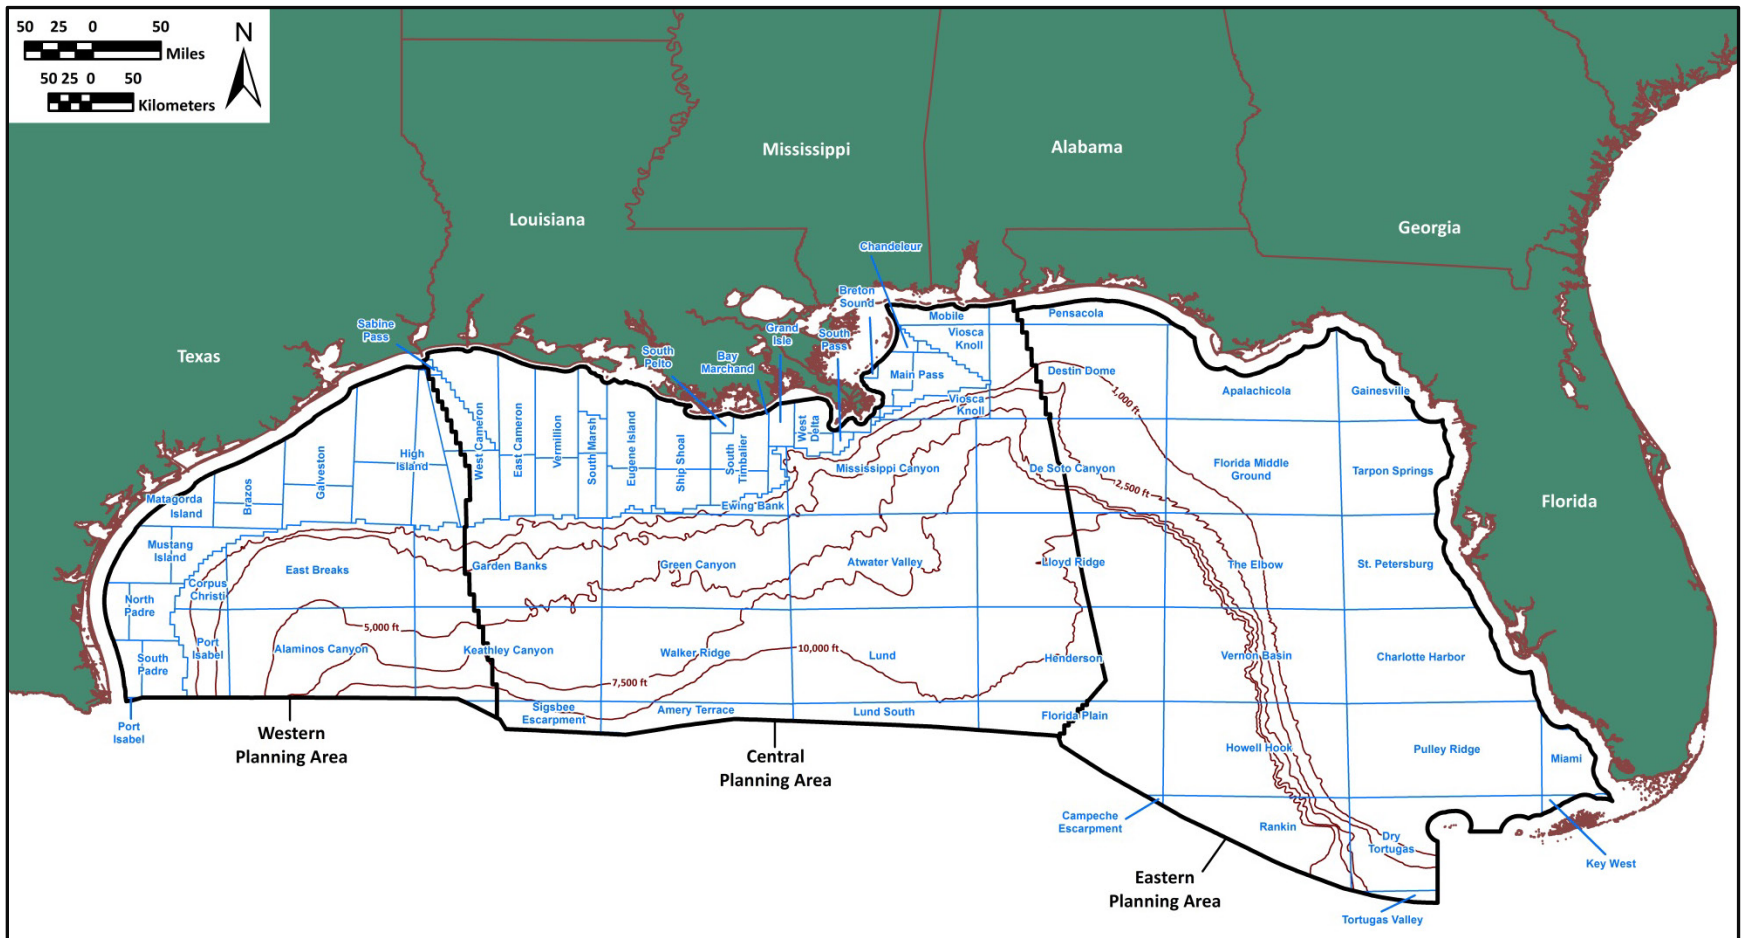 50 25 0 50
Miles
50 25 0 50
Kilometers
N
Mississippi
Alabama
Louisiana
Georgia
Texas
Florida
Chandeleur
Breton
Sound
Sabine
Pass
Grand
Isle
South
Pass
South
Pelto
Bay
Marchand
Mobile
Pensacola
Viosca
Knoll
Main Pass
Destin Dome
1,000 ft
Apalachicola
Gainesville
Viosca
Knoll
West Cameron
East Cameron
Vermillion
South Marsh
Eugene Island
Ship Shoal
South
Timbalier
West
Delta
High
Island
Galveston
Brazos
Matagorda
Island
Mississippi Canyon
De Soto Canyon
2,500 ft
Florida Middle
Ground
Tarpon Springs
Ewing Bank
Mustang
Island
Corpus
Christi
East Breaks
Garden Banks
Green Canyon
Atwater Valley
Lloyd Ridge
The Elbow
St. Petersburg
North
Padre
5,000 ft
Port
Isabel
South
Padre
Alaminos Canyon
Keathley Canyon
Walker Ridge
10,000 ft
Lund
Henderson
Vernon Basin
Charlotte Harbor
7,500 ft
Sigsbee
Escarpment
Amery Terrace
Lund South
Florida Plain
Port
Isabel
Western
Planning Area
Central
Planning Area
Howell Hook
Pulley Ridge
Miami
Campeche
Escarpment
Rankin
Dry
Tortugas
Key West
Eastern
Planning Area
Tortugas Valley